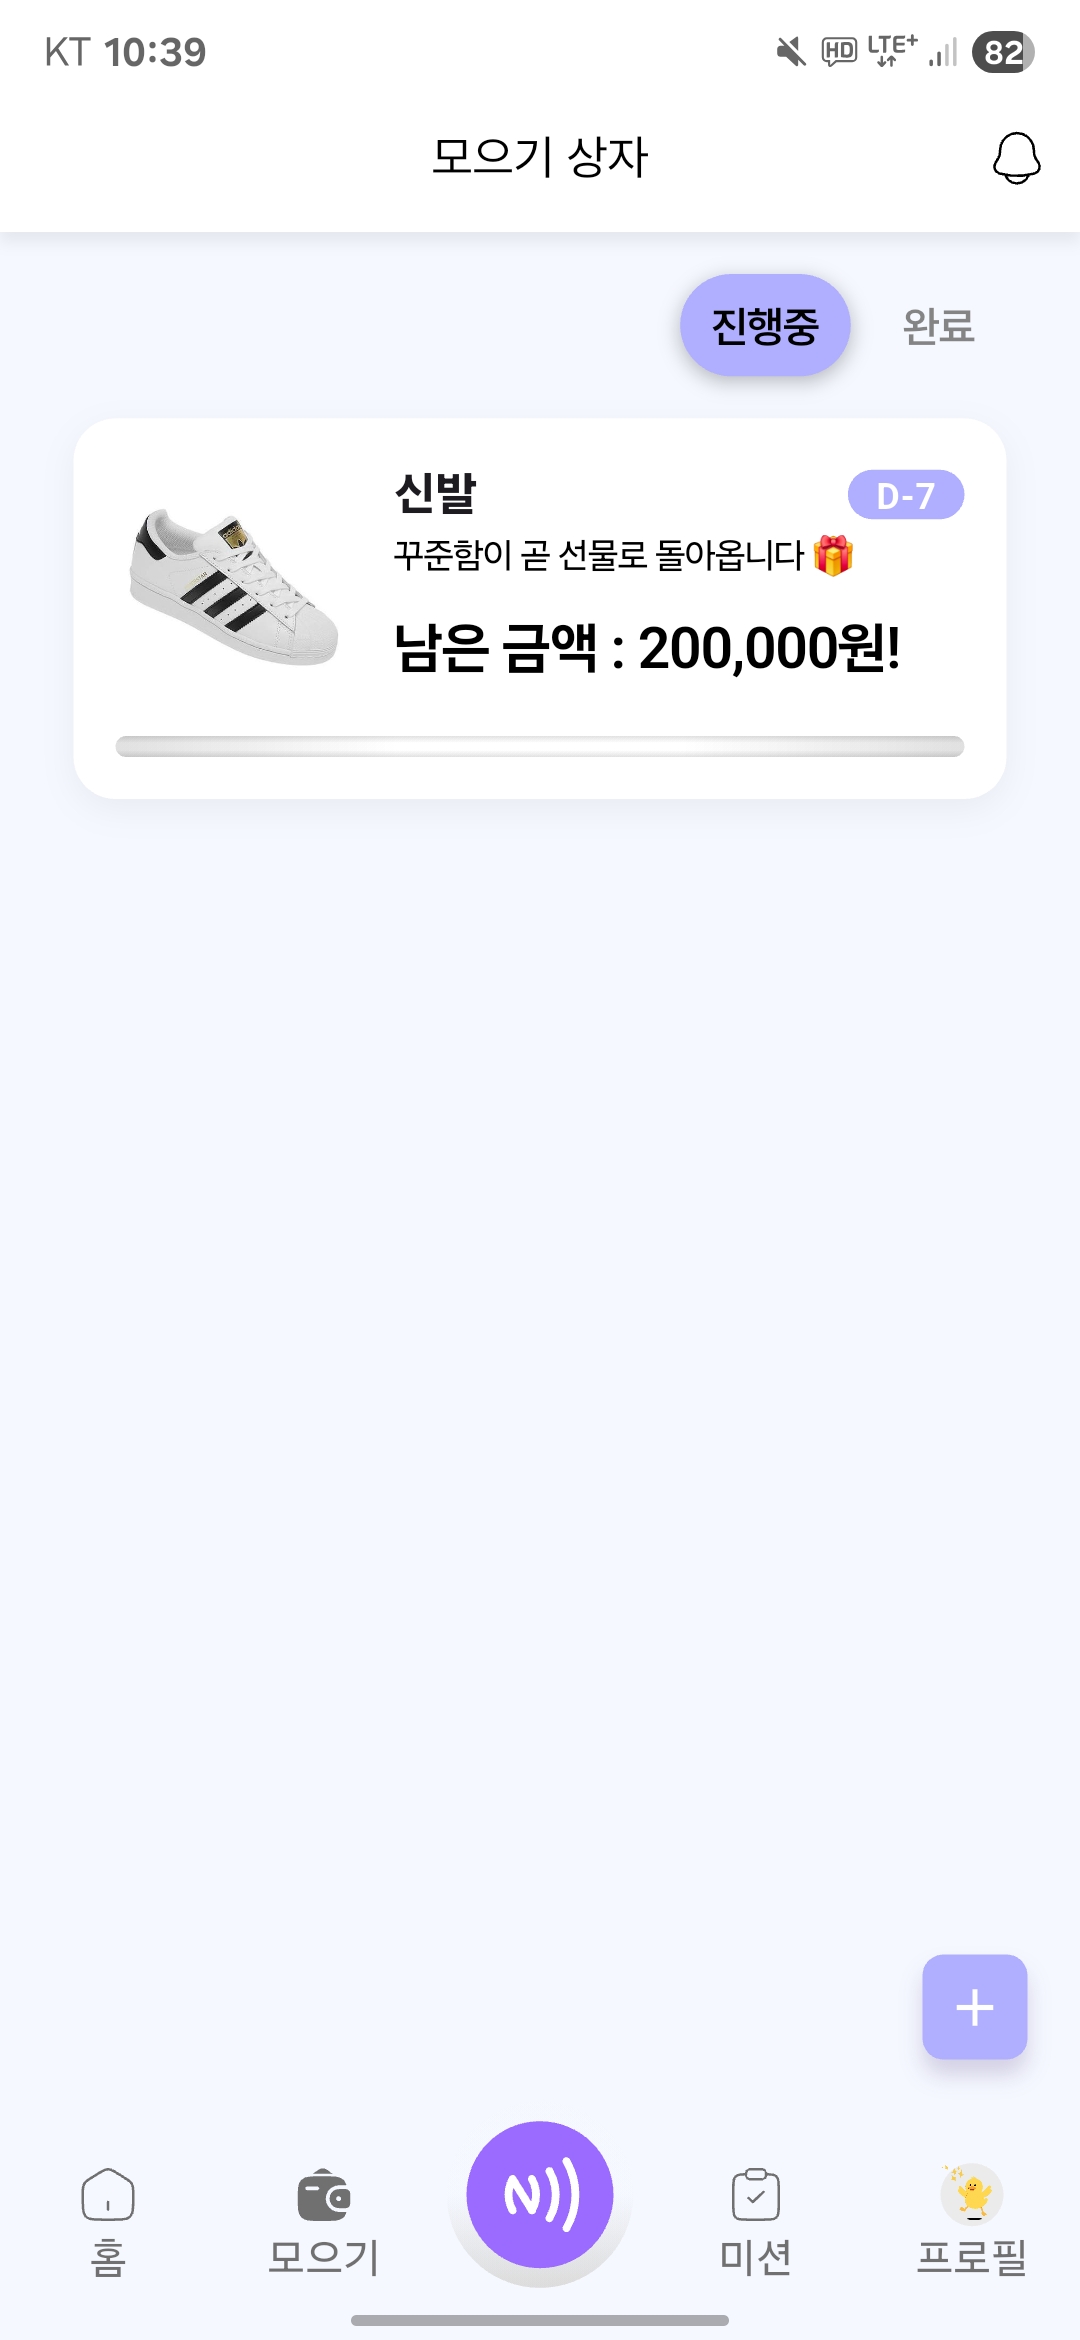 KT 10:39
HD LTE+ 82
모으기 상자
진행중 완료
신발
D-7
꾸준함이 곧 선물로 돌아옵니다 🎁
남은 금액 : 200,000원!
+
홈 모으기 N 미션 프로필